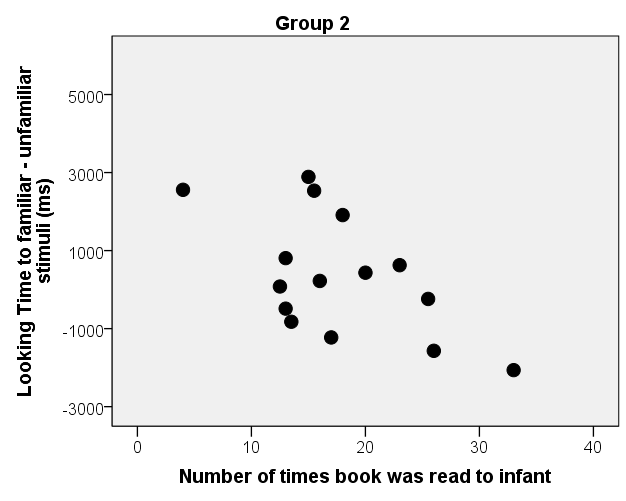 Group 2
Looking Time to familiar - unfamiliar
stimuli (ms)
5000
3000
1000
-1000
-3000
0 10 20 30 40
Number of times book was read to infant